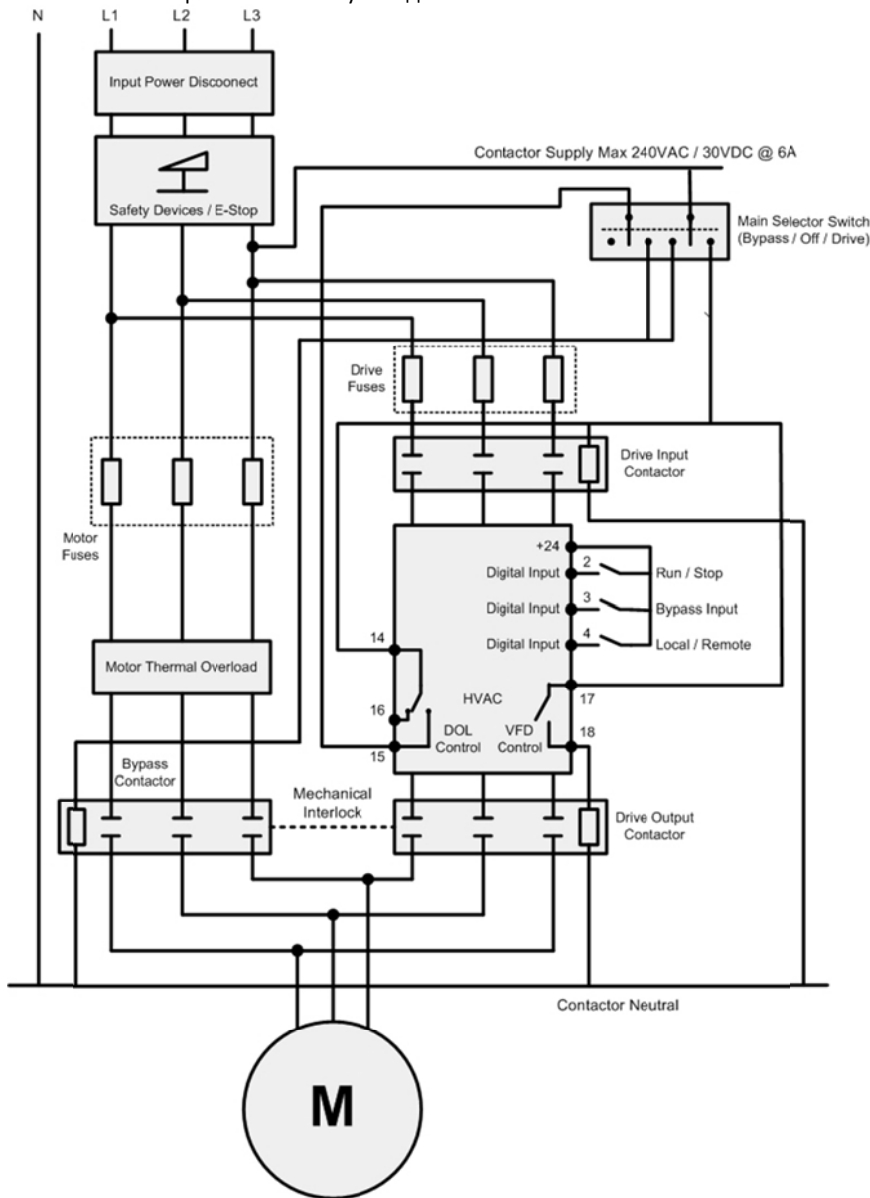 N
L1
L2
L3
Input Power Discoonect
Safety Devices / E-Stop
Contactor Supply Max 240VAC / 30VDC @ 6A
Main Selector Switch
(Bypass / Off / Drive)
Drive
Fuses
Drive Input
Contactor
Motor
Fuses
+24
Digital Input
2
Run / Stop
Digital Input
3
Bypass Input
Digital Input
4
Local / Remote
14
Motor Thermal Overload
HVAC
17
16
DOL
Control
VFD
Control
18
15
Bypass
Contactor
Mechanical
Interlock
Drive Output
Contactor
Contactor Neutral
M